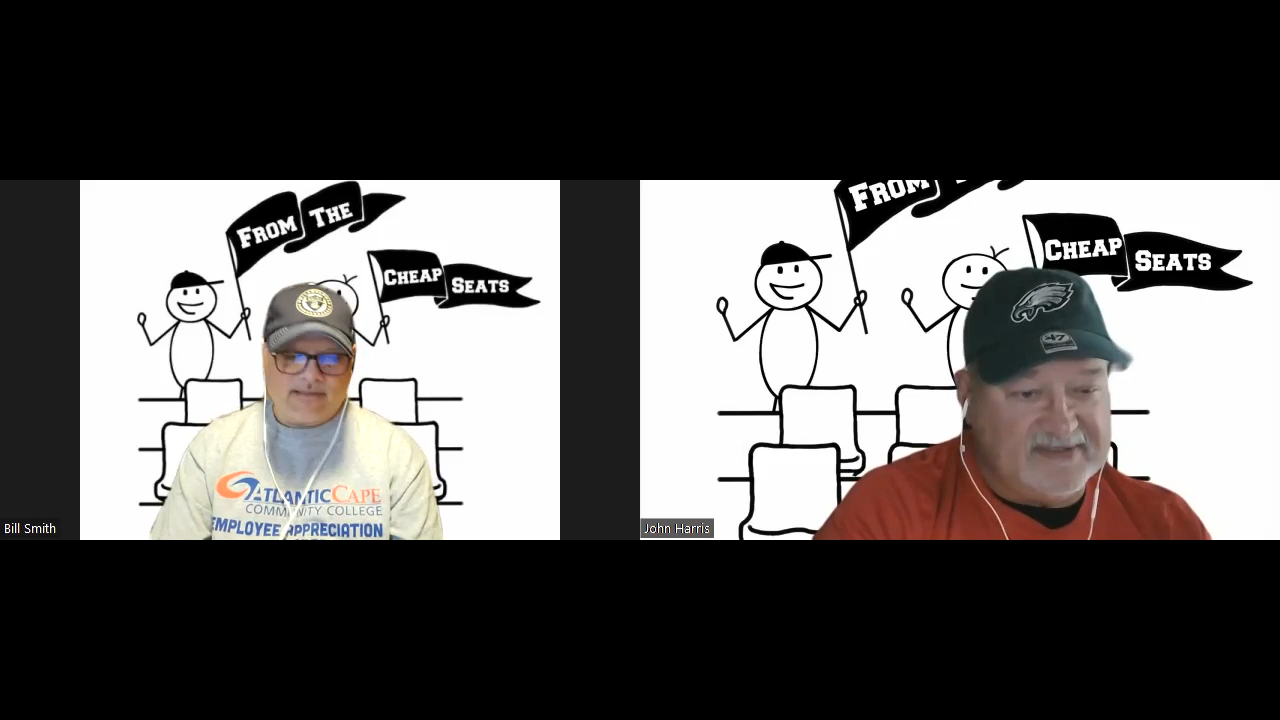 FROM THE
CHEAP SEATS
ATLANTICCAPE
COMMUNITY COLLEGE
EMPLOYEE APPRECIATION
Bill Smith
FROM
CHEAP SEATS
'47
John Harris